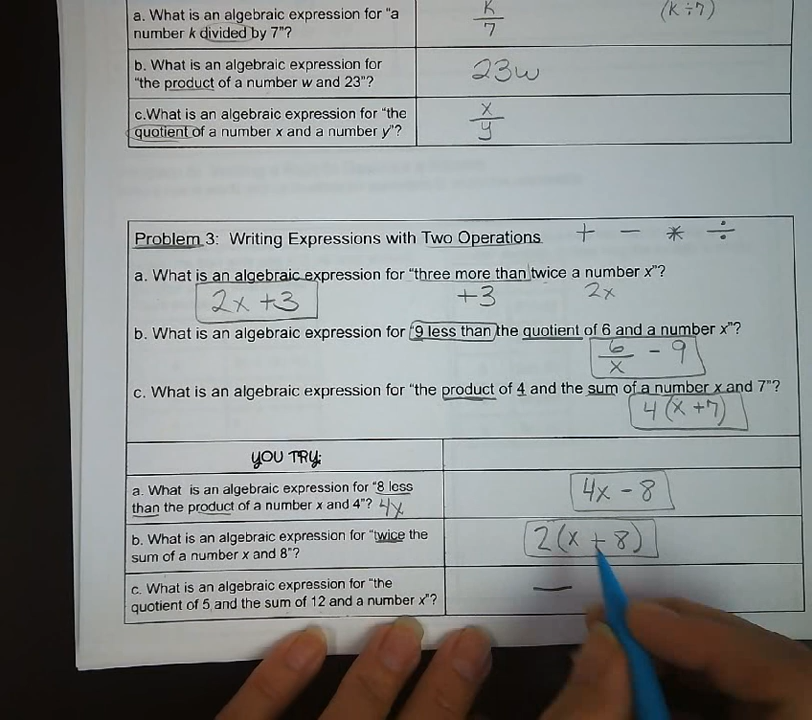 a. What is an algebraic expression for "a
number k divided by 7"?
k
7
(k ÷ 7)
b. What is an algebraic expression for
"the product of a number w and 23"?
23w
c.What is an algebraic expression for "the
quotient of a number x and a number y"?
x
y
Problem 3: Writing Expressions with Two Operations + − * ÷
a. What is an algebraic expression for "three more than twice a number x"?
2x +3 +3 2x
b. What is an algebraic expression for "9 less than the quotient of 6 and a number x"?
6
x
− 9
c. What is an algebraic expression for "the product of 4 and the sum of a number x and 7"?
4(x +7)
YOU TRY:
a. What is an algebraic expression for "8 less
than the product of a number x and 4"? 4x
4x − 8
b. What is an algebraic expression for "twice the
sum of a number x and 8"?
2(x + 8)
c. What is an algebraic expression for "the
quotient of 5 and the sum of 12 and a number x"?